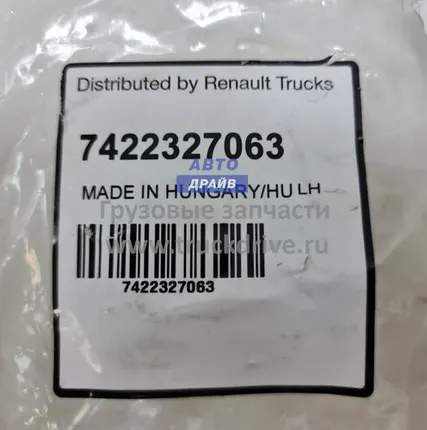 Distributed by Renault Trucks
7422327063
АВТО
ДРАЙВ
MADE IN HUNGARY/HU LH
Грузовые запчасти
www.truckdrive.ru
7422327063